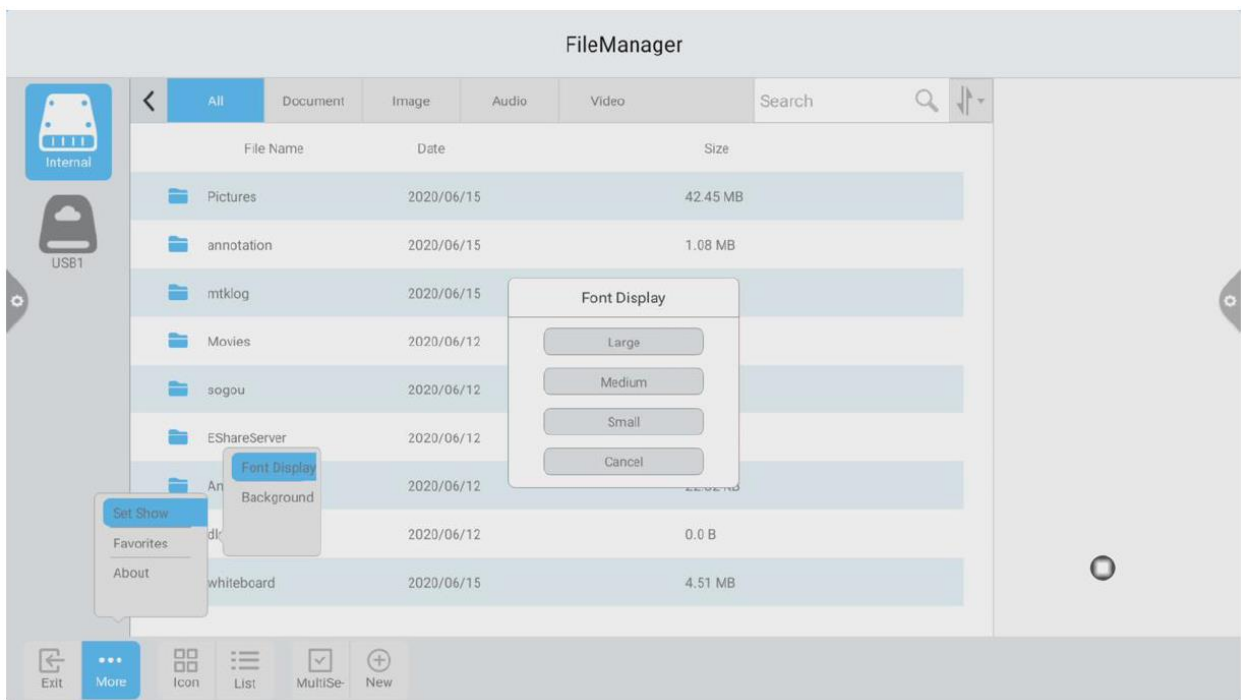 FileManager
All Document Image Audio Video Search
Internal
File Name Date Size
Pictures 2020/06/15 42.45 MB
annotation 2020/06/15 1.08 MB
USB1
mtklog 2020/06/15
Font Display
Movies 2020/06/12
Large
sogou 2020/06/12
Medium
Small
EShareServer 2020/06/12
Cancel
Font Display
Background
2020/06/12
Set Show
Favorites
About
2020/06/12 0.0 B
whiteboard 2020/06/15 4.51 MB
Exit More Icon List MultiSe- New